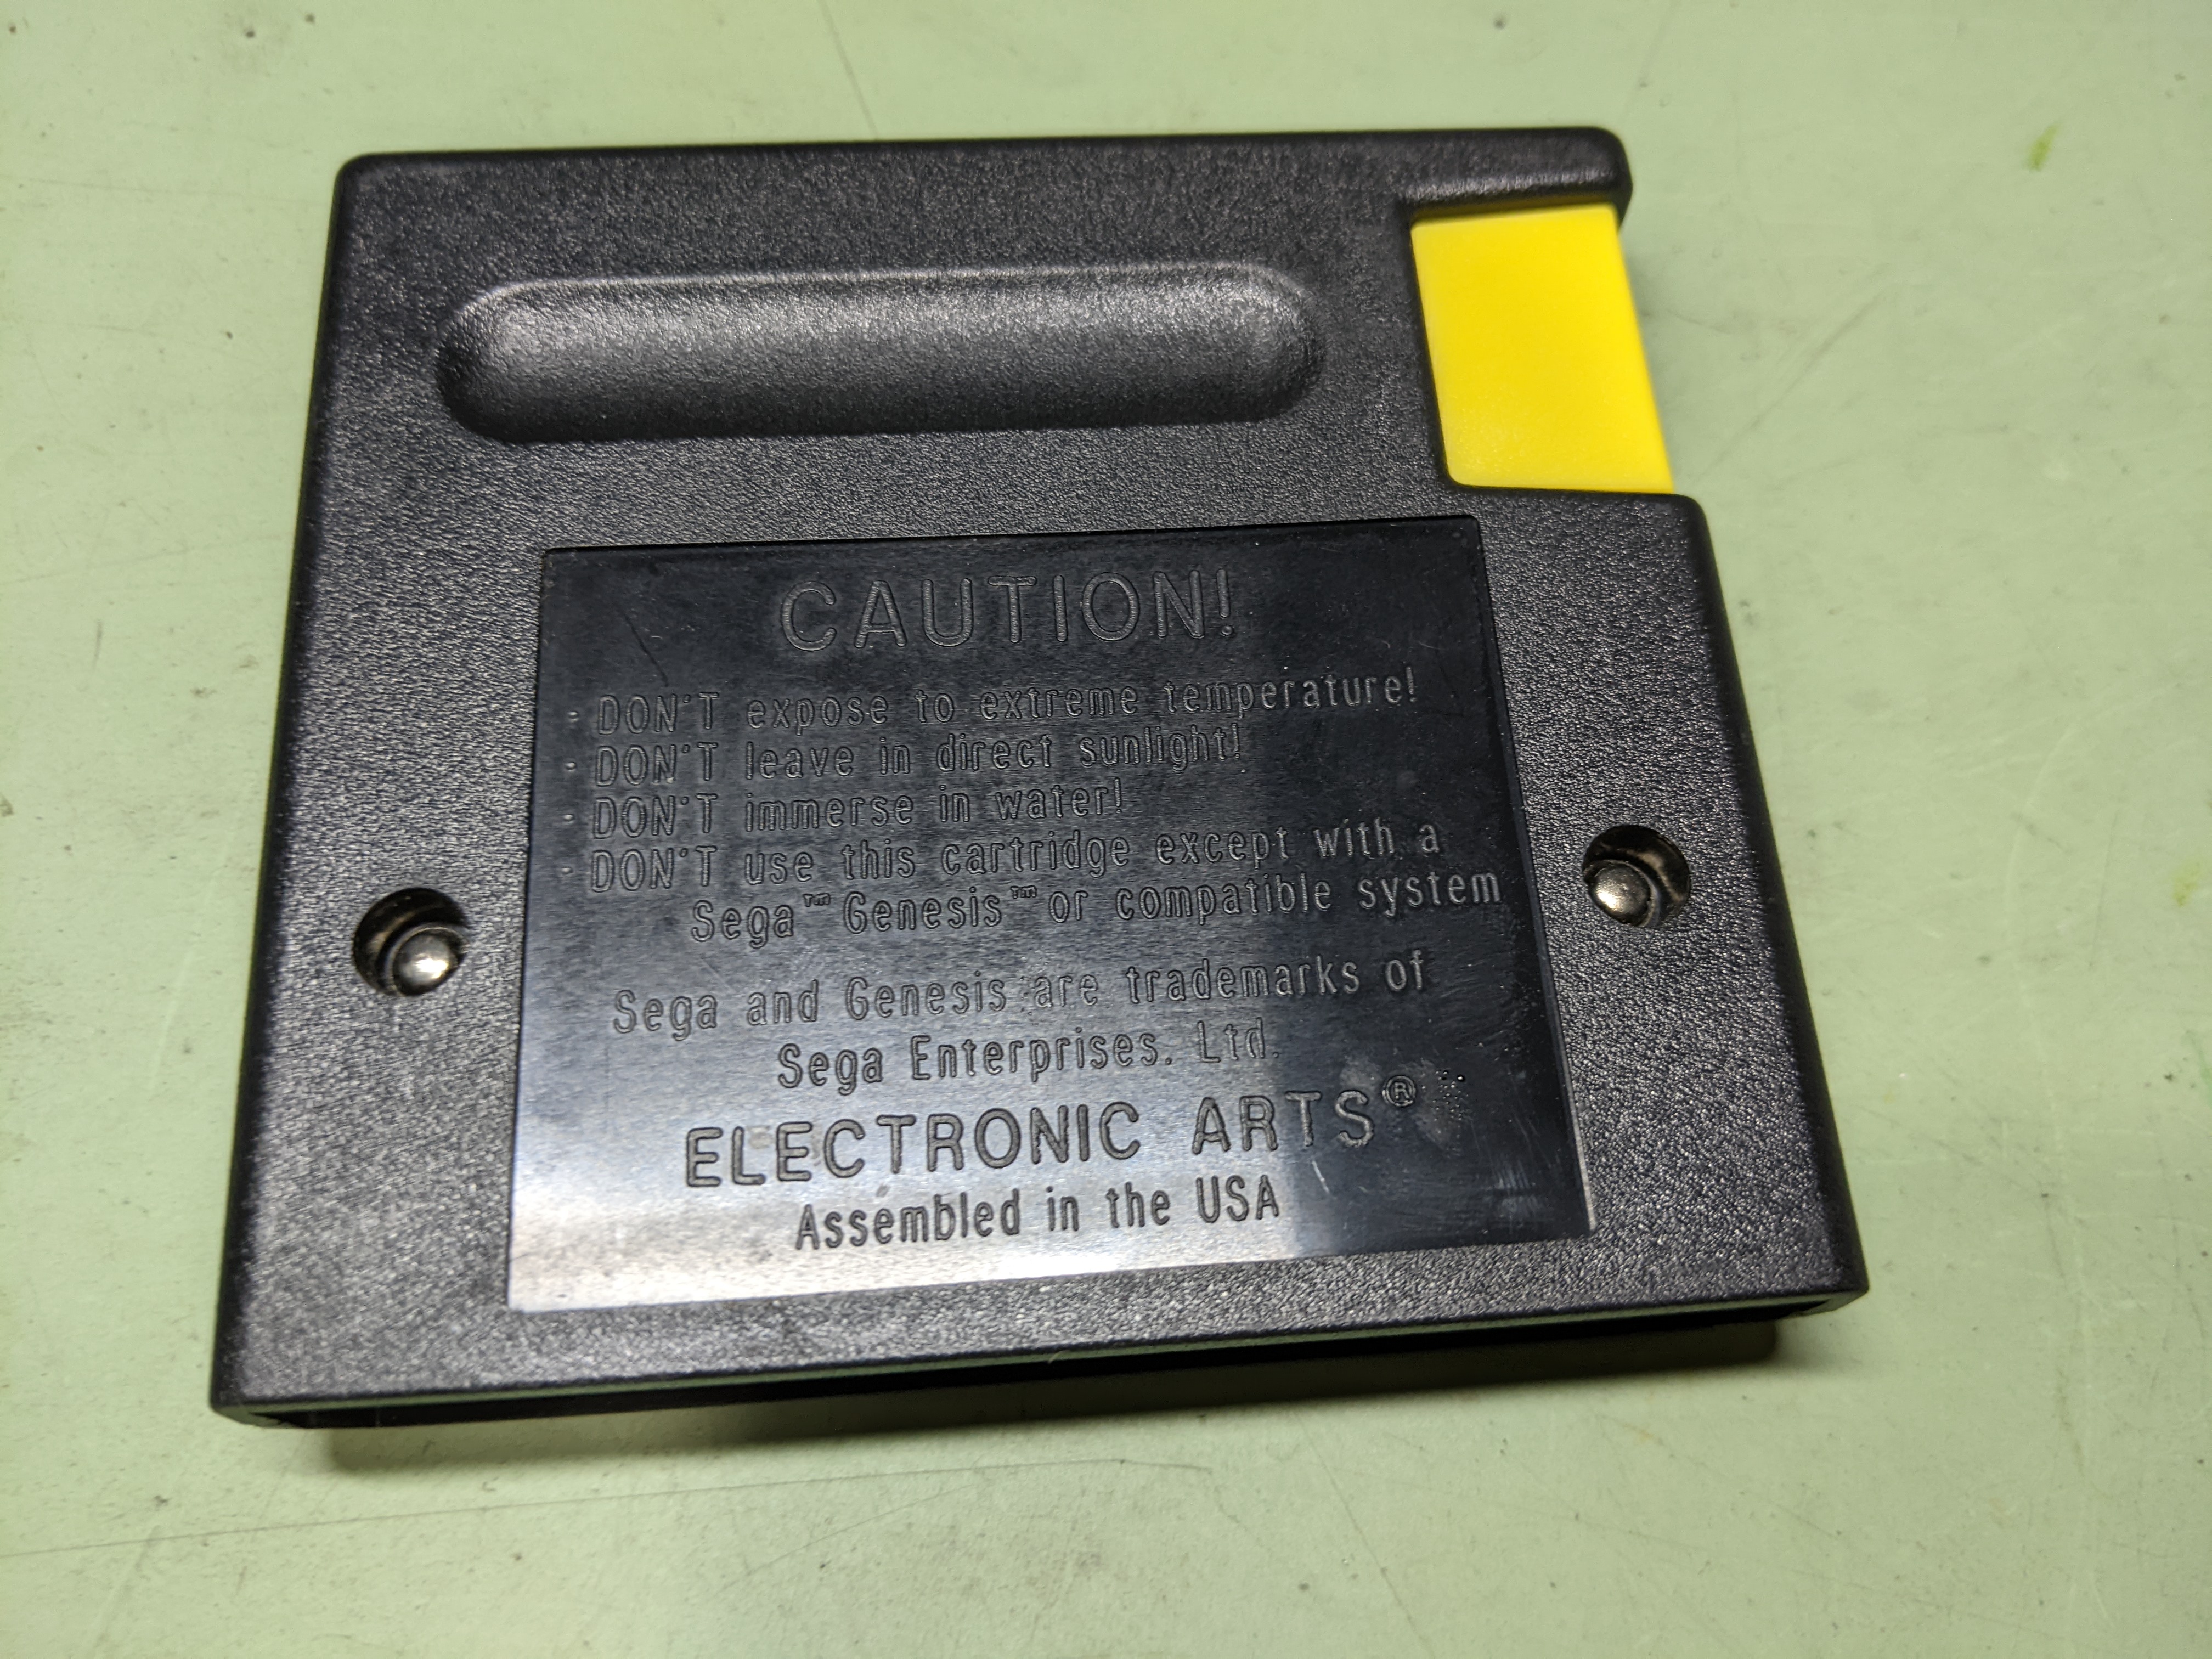 CAUTION!
- DON'T expose to extreme temperature!
- DON'T leave in direct sunlight!
- DON'T immerse in water!
- DON'T use this cartridge except with a
Sega™ Genesis™ or compatible system
Sega and Genesis are trademarks of
Sega Enterprises, Ltd.
ELECTRONIC ARTS®
Assembled in the USA